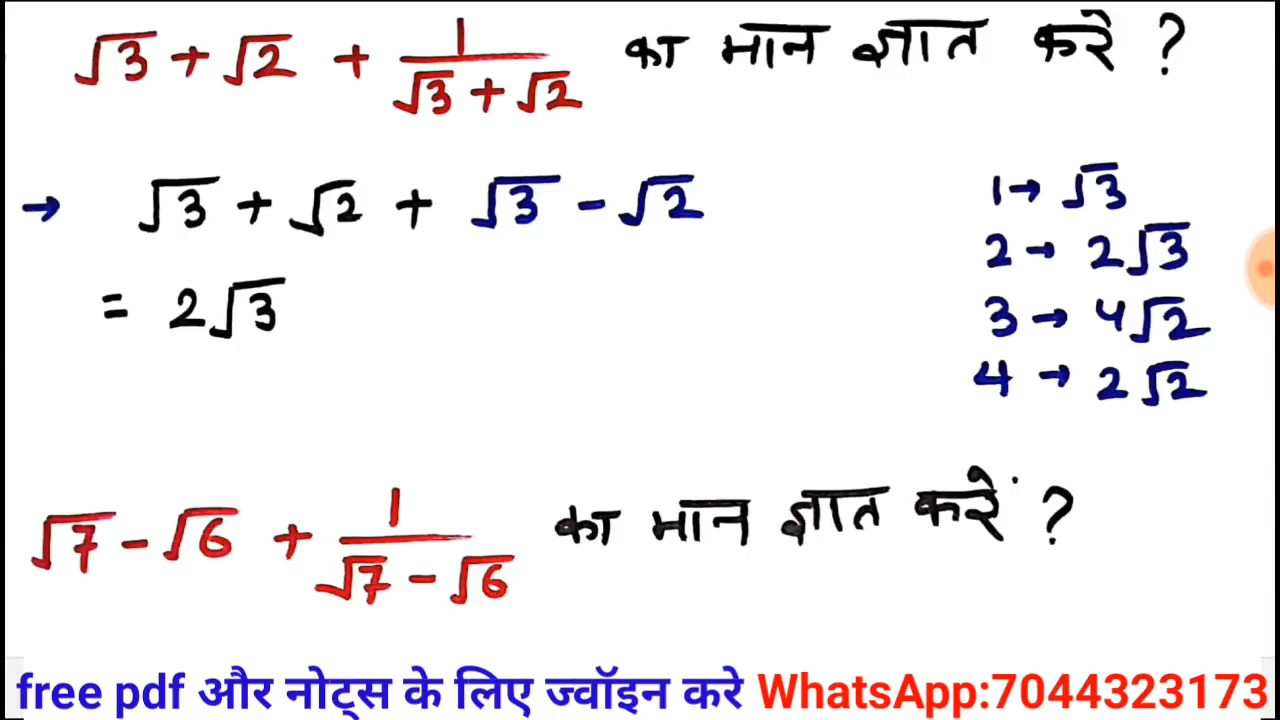 √3 + √2 + 1/(√3 + √2) का मान ज्ञात करे ?
→ √3 + √2 + √3 - √2
= 2√3
1 → √3
2 → 2√3
3 → 4√2
4 → 2√2
√7 - √6 + 1/(√7 - √6) का मान ज्ञात करें ?
free pdf और नोट्स के लिए ज्वॉइन करे WhatsApp:7044323173